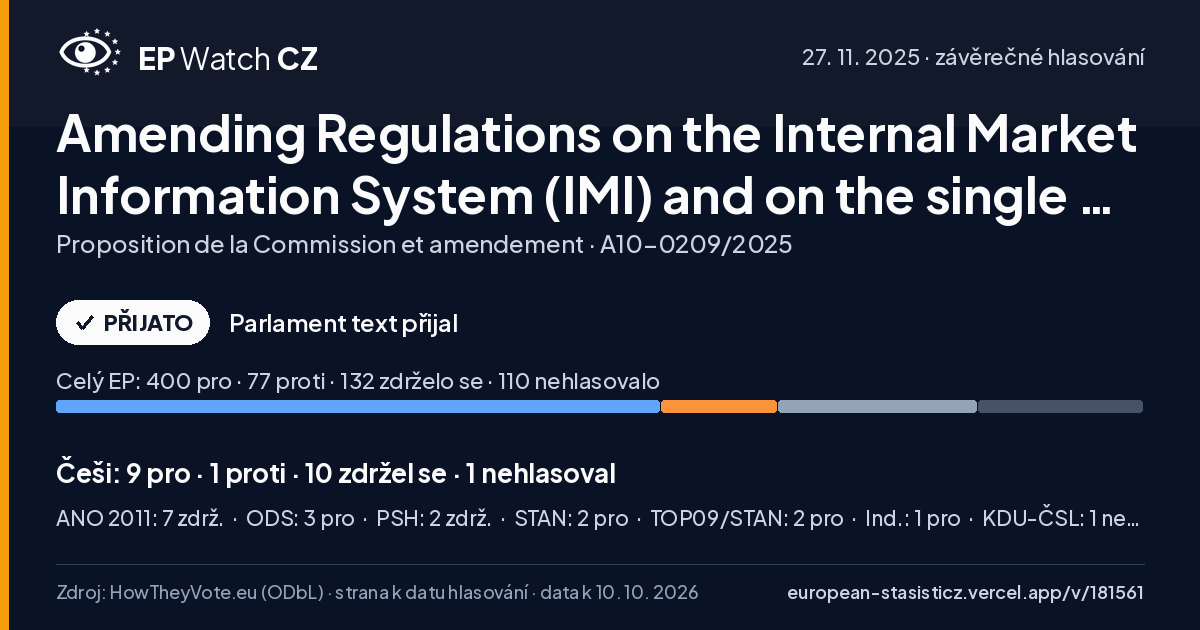 EP Watch CZ
27. 11. 2025 · závěrečné hlasování
Amending Regulations on the Internal Market
Information System (IMI) and on the single …
Proposition de la Commission et amendement · A10-0209/2025
✓ PŘIJATO
Parlament text přijal
Celý EP: 400 pro · 77 proti · 132 zdrželo se · 110 nehlasovalo
Češi: 9 pro · 1 proti · 10 zdržel se · 1 nehlasoval
ANO 2011: 7 zdrž. · ODS: 3 pro · PSH: 2 zdrž. · STAN: 2 pro · TOP09/STAN: 2 pro · Ind.: 1 pro · KDU-ČSL: 1 ne…
Zdroj: HowTheyVote.eu (ODbL) · strana k datu hlasování · data k 10. 10. 2026
european-stasisticz.vercel.app/v/181561